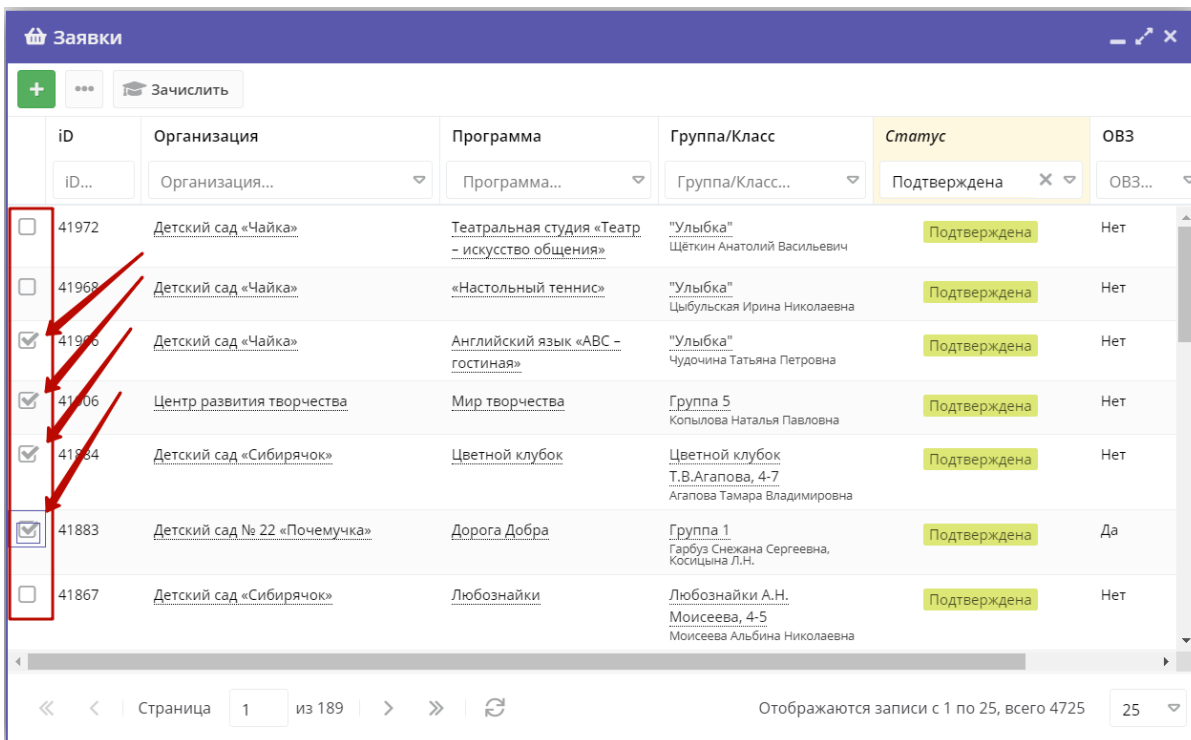 Заявки
+ Зачислить
iD Организация Программа Группа/Класс Статус ОВЗ
iD... Организация... Программа... Группа/Класс... Подтверждена ОВЗ...
41972 Детский сад «Чайка» Театральная студия «Театр "Улыбка" Подтверждена Нет
– искусство общения» Щёткин Анатолий Васильевич
41968 Детский сад «Чайка» «Настольный теннис» "Улыбка" Подтверждена Нет
Цыбульская Ирина Николаевна
41966 Детский сад «Чайка» Английский язык «ABC – "Улыбка" Подтверждена Нет
гостиная» Чудочина Татьяна Петровна
41906 Центр развития творчества Мир творчества Группа 5 Подтверждена Нет
Копылова Наталья Павловна
41884 Детский сад «Сибирячок» Цветной клубок Цветной клубок Подтверждена Нет
Т.В.Агапова, 4-7
Агапова Тамара Владимировна
41883 Детский сад № 22 «Почемучка» Дорога Добра Группа 1 Подтверждена Да
Гарбуз Снежана Сергеевна,
Косицына Л.Н.
41867 Детский сад «Сибирячок» Любознайки Любознайки А.Н. Подтверждена Нет
Моисеева, 4-5
Моисеева Альбина Николаевна
Страница 1 из 189 Отображаются записи с 1 по 25, всего 4725 25